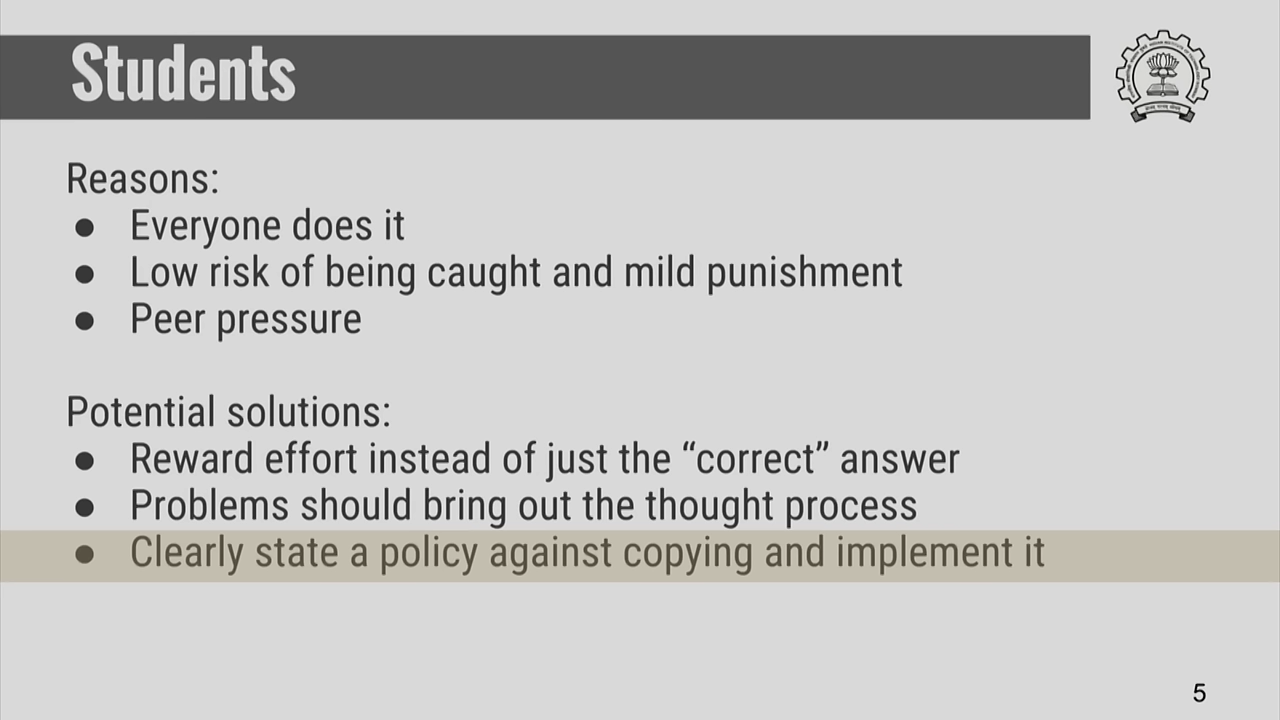 Students
Reasons:
● Everyone does it
● Low risk of being caught and mild punishment
● Peer pressure
Potential solutions:
● Reward effort instead of just the “correct” answer
● Problems should bring out the thought process
● Clearly state a policy against copying and implement it
5